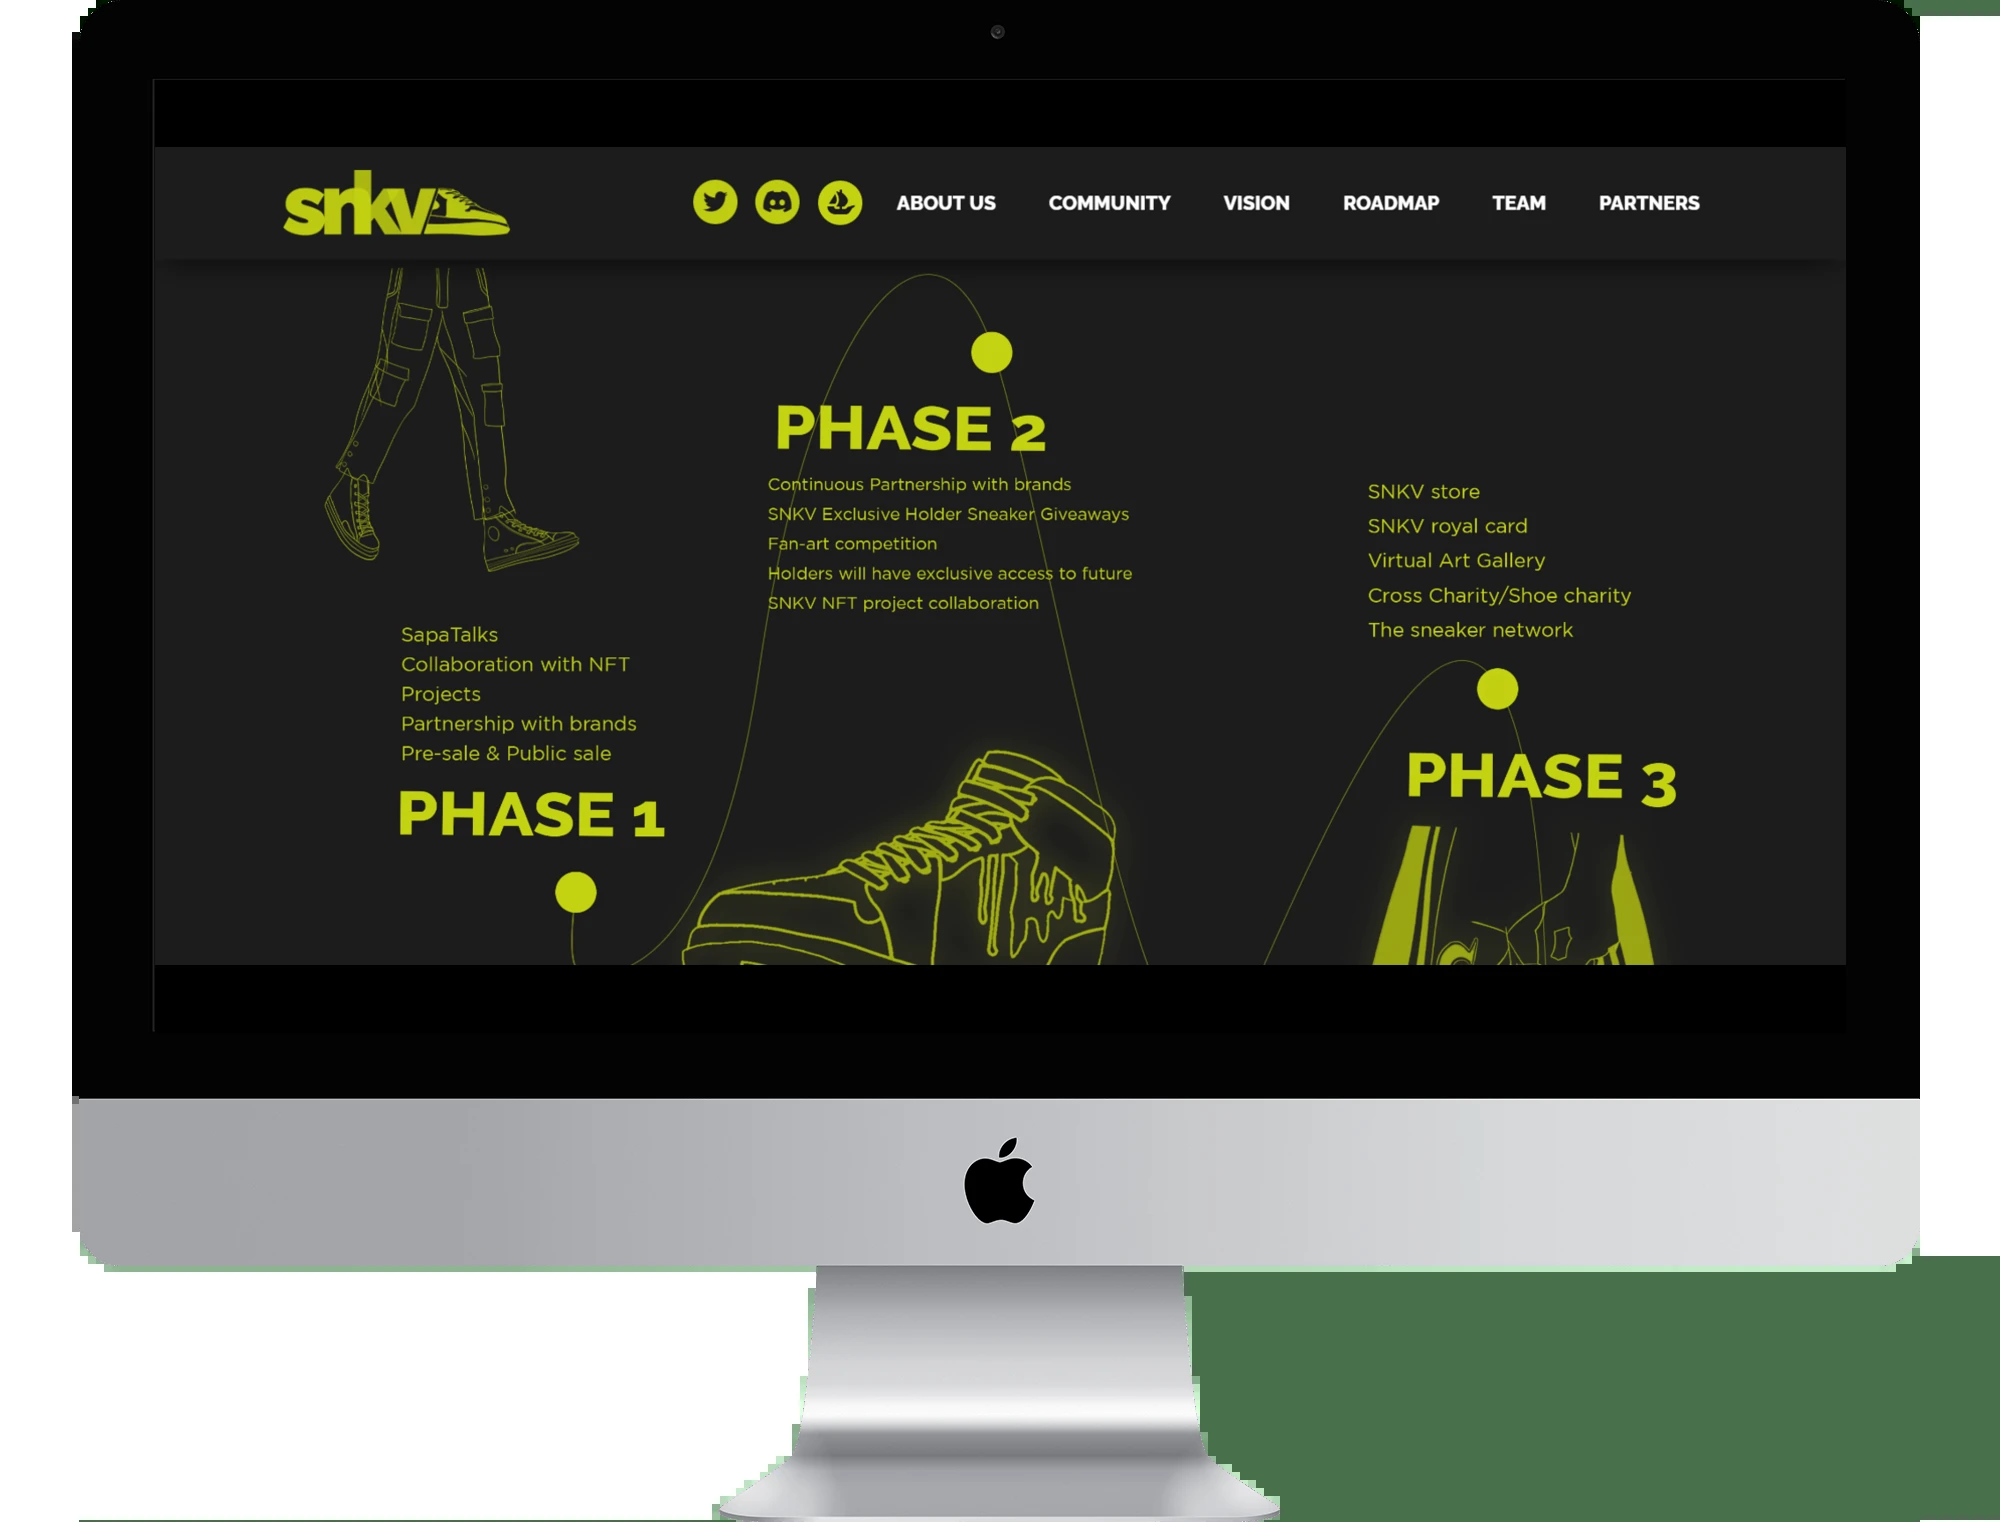 snkv
ABOUT US
COMMUNITY
VISION
ROADMAP
TEAM
PARTNERS
SapaTalks
Collaboration with NFT
Projects
Partnership with brands
Pre-sale & Public sale
PHASE 1
PHASE 2
Continuous Partnership with brands
SNKV Exclusive Holder Sneaker Giveaways
Fan-art competition
Holders will have exclusive access to future
SNKV NFT project collaboration
SNKV store
SNKV royal card
Virtual Art Gallery
Cross Charity/Shoe charity
The sneaker network
PHASE 3